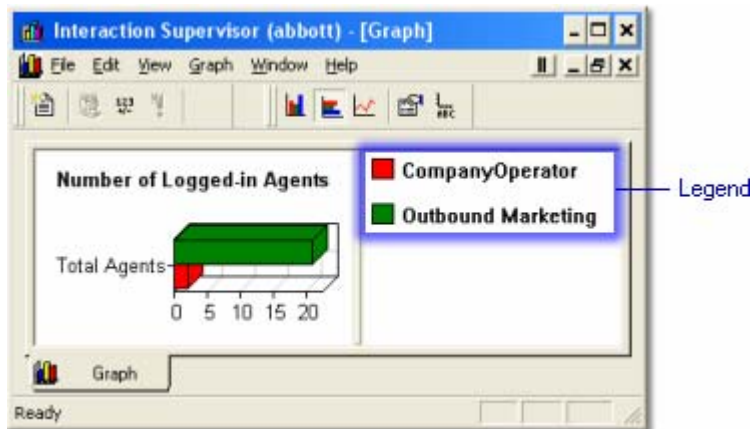 Interaction Supervisor (abbott) - [Graph]
File Edit View Graph Window Help
Number of Logged-in Agents
Total Agents
0 5 10 15 20
CompanyOperator
Outbound Marketing
Legend
Graph
Ready